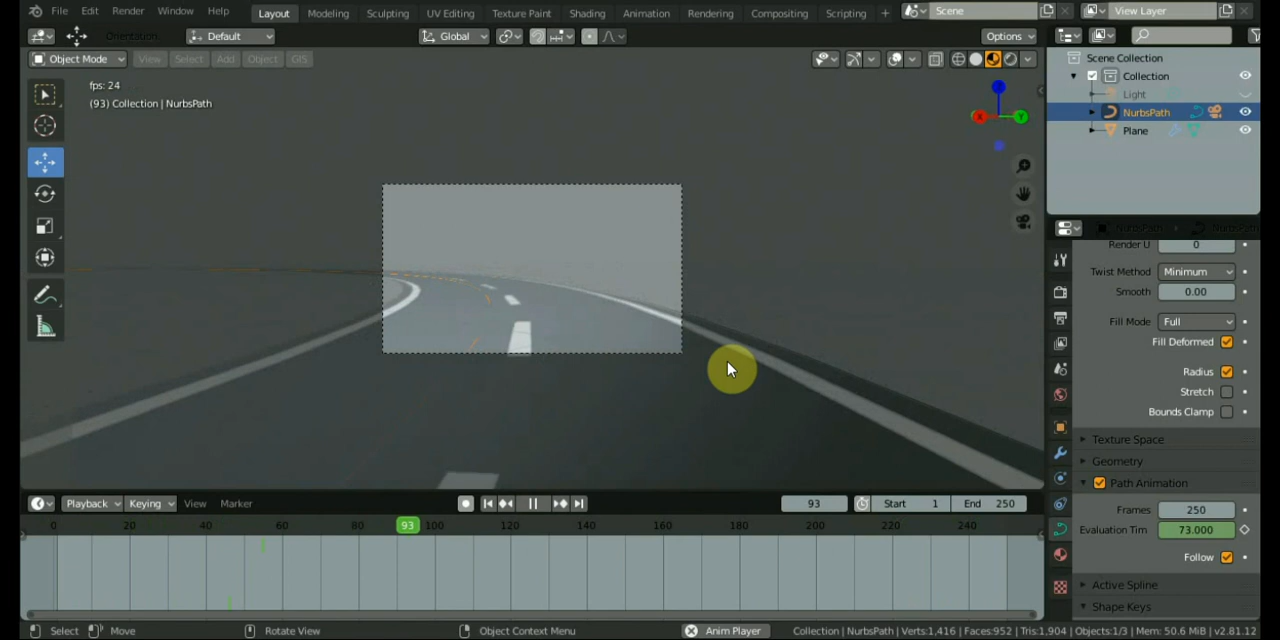 File Edit Render Window Help Layout Modeling Sculpting UV Editing Texture Paint Shading Animation Rendering Compositing Scripting + Scene View Layer
Orientation Default Global Options
Object Mode View Select Add Object GIS
Scene Collection
Collection
Light
NurbsPath
Plane
fps: 24
(93) Collection | NurbsPath
X Y Z
NurbsPath NurbsPath
Render U 0
Twist Method Minimum
Smooth 0.00
Fill Mode Full
Fill Deformed
Radius
Stretch
Bounds Clamp
Texture Space
Geometry
Path Animation
Frames 250
Evaluation Tim 73.000
Follow
Active Spline
Shape Keys
Playback Keying View Marker 93 Start 1 End 250
0 20 40 60 80 93 100 120 140 160 180 200 220 240
Select Move Rotate View Object Context Menu Anim Player Collection | NurbsPath | Verts:1,416 | Faces:952 | Tris:1,904 | Objects:1/3 | Mem: 50.6 MiB | v2.81.12